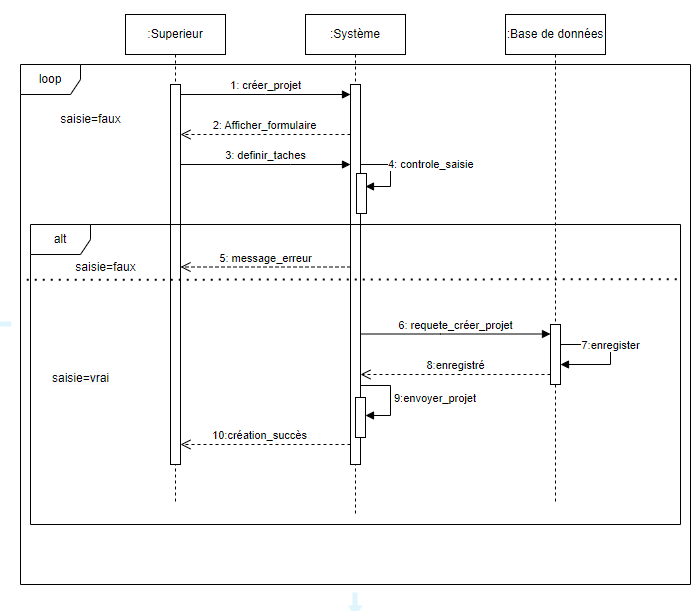 :Superieur
:Système
:Base de données
loop
1: créer_projet
saisie=faux
2: Afficher_formulaire
3: definir_taches
4: controle_saisie
alt
5: message_erreur
saisie=faux
6: requete_créer_projet
7:enregister
8:enregistré
saisie=vrai
9:envoyer_projet
10:création_succès